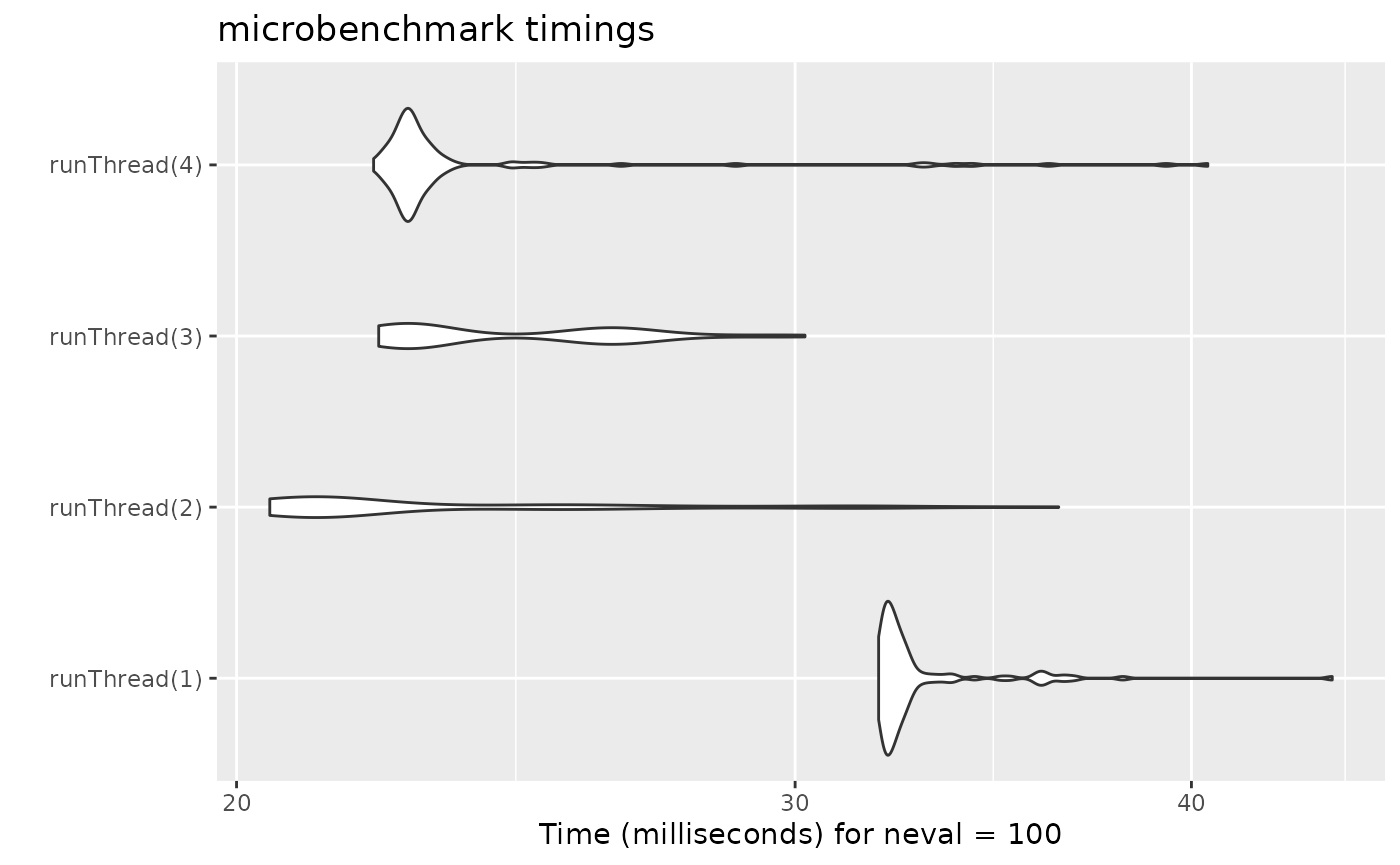 microbenchmark timings
runThread(4)
runThread(3)
runThread(2)
runThread(1)
20 30 40
Time (milliseconds) for neval = 100